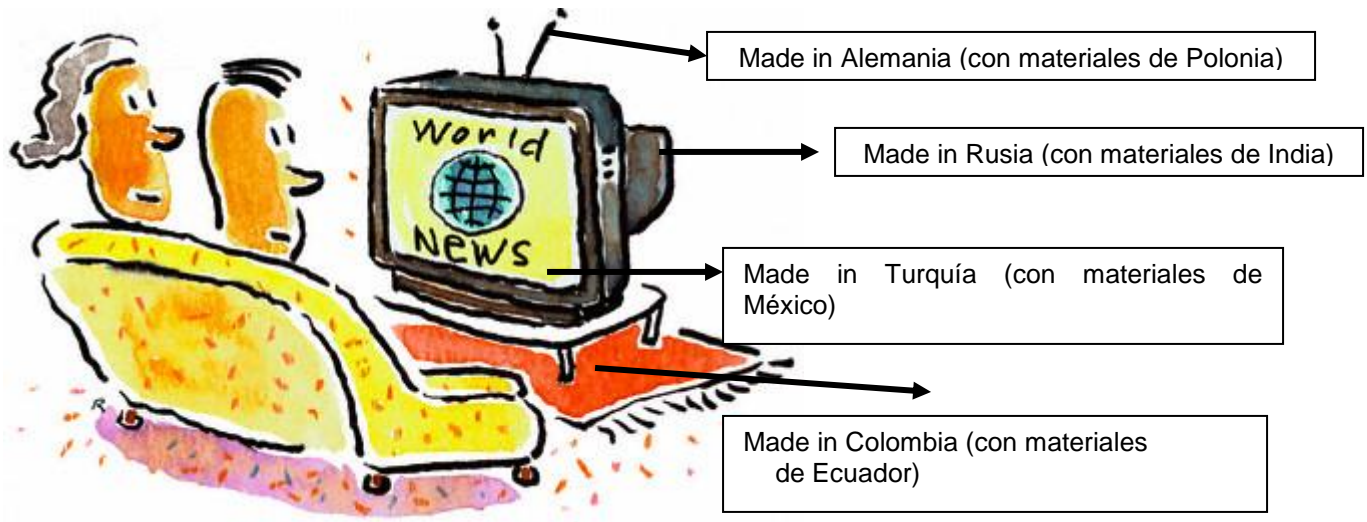 Made in Alemania (con materiales de Polonia)
World
Made in Rusia (con materiales de India)
News
Made in Turquía (con materiales de
México)
Made in Colombia (con materiales
de Ecuador)
R